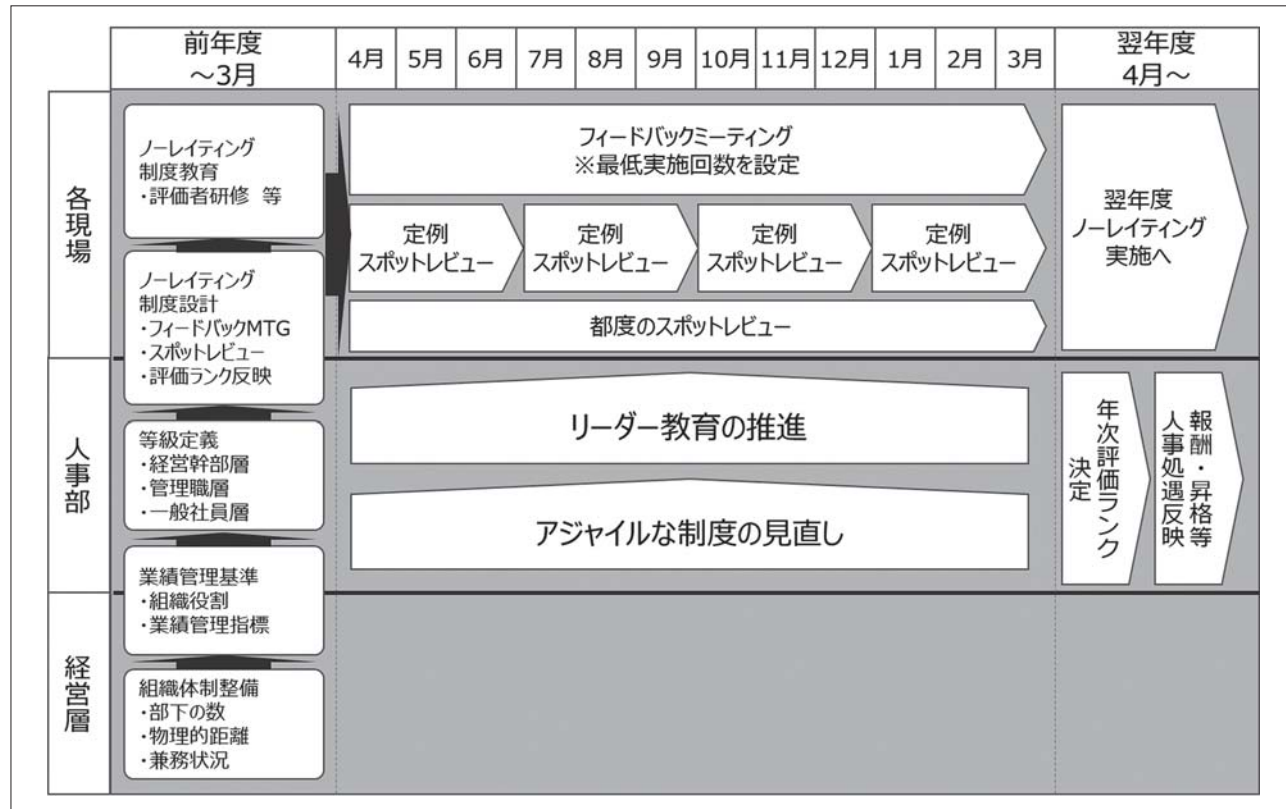 前年度
～3月
4月
5月
6月
7月
8月
9月
10月
11月
12月
1月
2月
3月
翌年度
4月～
各現場
ノーレイティング
制度教育
・評価者研修 等
ノーレイティング
制度設計
・フィードバックMTG
・スポットレビュー
・評価ランク反映
フィードバックミーティング
※最低実施回数を設定
定例
スポットレビュー
定例
スポットレビュー
定例
スポットレビュー
定例
スポットレビュー
都度のスポットレビュー
翌年度
ノーレイティング
実施へ
人事部
等級定義
・経営幹部層
・管理職層
・一般社員層
業績管理基準
・組織役割
・業績管理指標
リーダー教育の推進
アジャイルな制度の見直し
年次評価ランク
決定
報酬・昇格等
人事処遇反映
経営層
組織体制整備
・部下の数
・物理的距離
・兼務状況